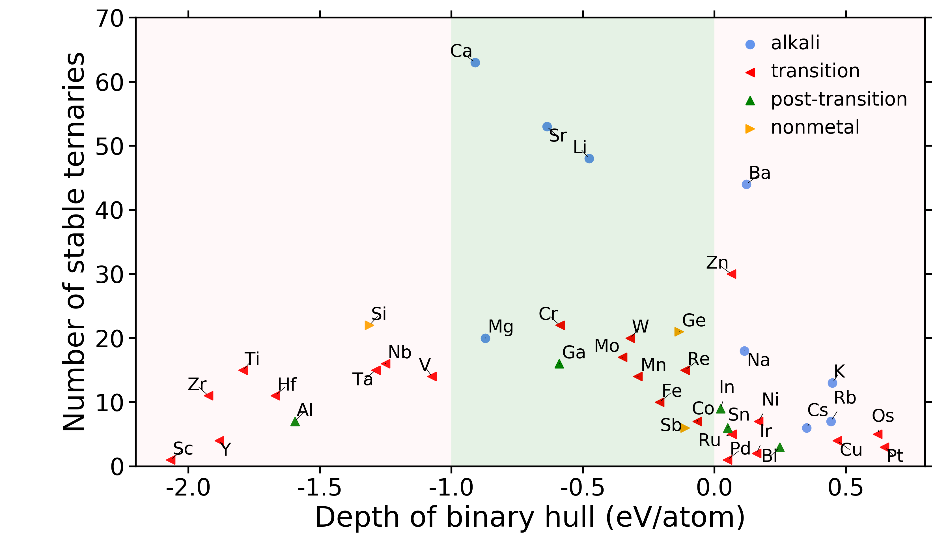 70
60
50
40
30
20
10
0
Number of stable ternaries
alkali
transition
post-transition
nonmetal
Ca
Sr
Li
Ba
Zn
Si
Mg
Cr
W
Ge
Ti
Nb
V
Ga
Mo
Mn
Re
Na
K
Zr
Hf
Ta
Al
Fe
In
Ni
Cs
Rb
Sb
Co
Sn
Os
Sc
Y
Ru
Ir
Pd
Bi
Cu
Pt
-2.0 -1.5 -1.0 -0.5 0.0 0.5
Depth of binary hull (eV/atom)